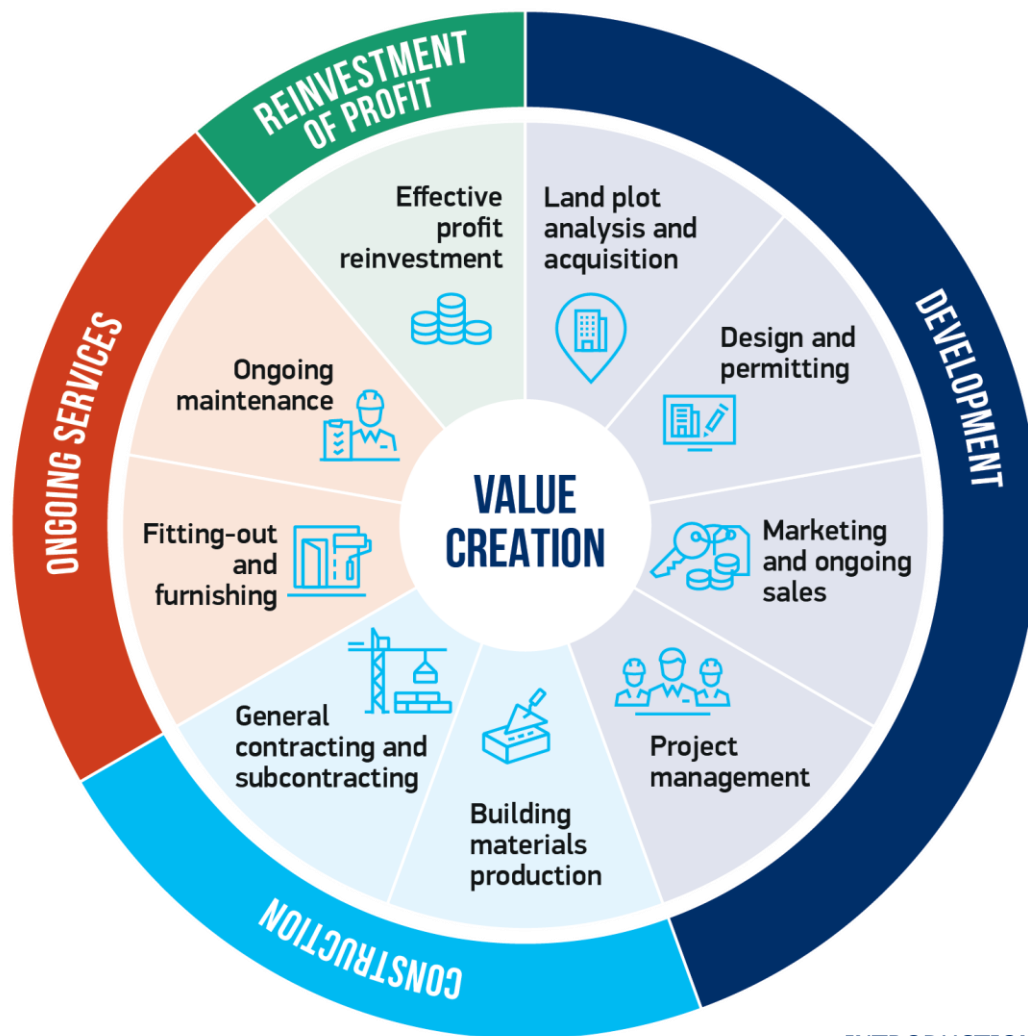 REINVESTMENT
OF PROFIT
DEVELOPMENT
CONSTRUCTION
ONGOING SERVICES
VALUE
CREATION
Land plot
analysis and
acquisition
Design and
permitting
Marketing
and ongoing
sales
Project
management
Building
materials
production
General
contracting and
subcontracting
Fitting-out
and
furnishing
Ongoing
maintenance
Effective
profit
reinvestment